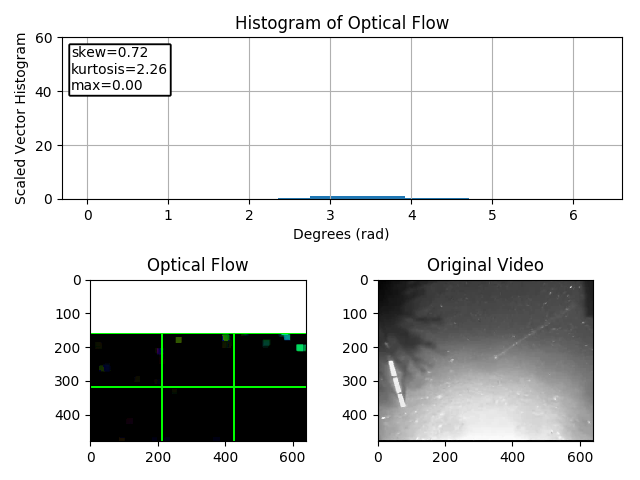 Histogram of Optical Flow
Scaled Vector Histogram
60
40
20
0
skew=0.72
kurtosis=2.26
max=0.00
0 1 2 3 4 5 6
Degrees (rad)
Optical Flow
0
100
200
300
400
0 200 400 600
Original Video
0
100
200
300
400
0 200 400 600